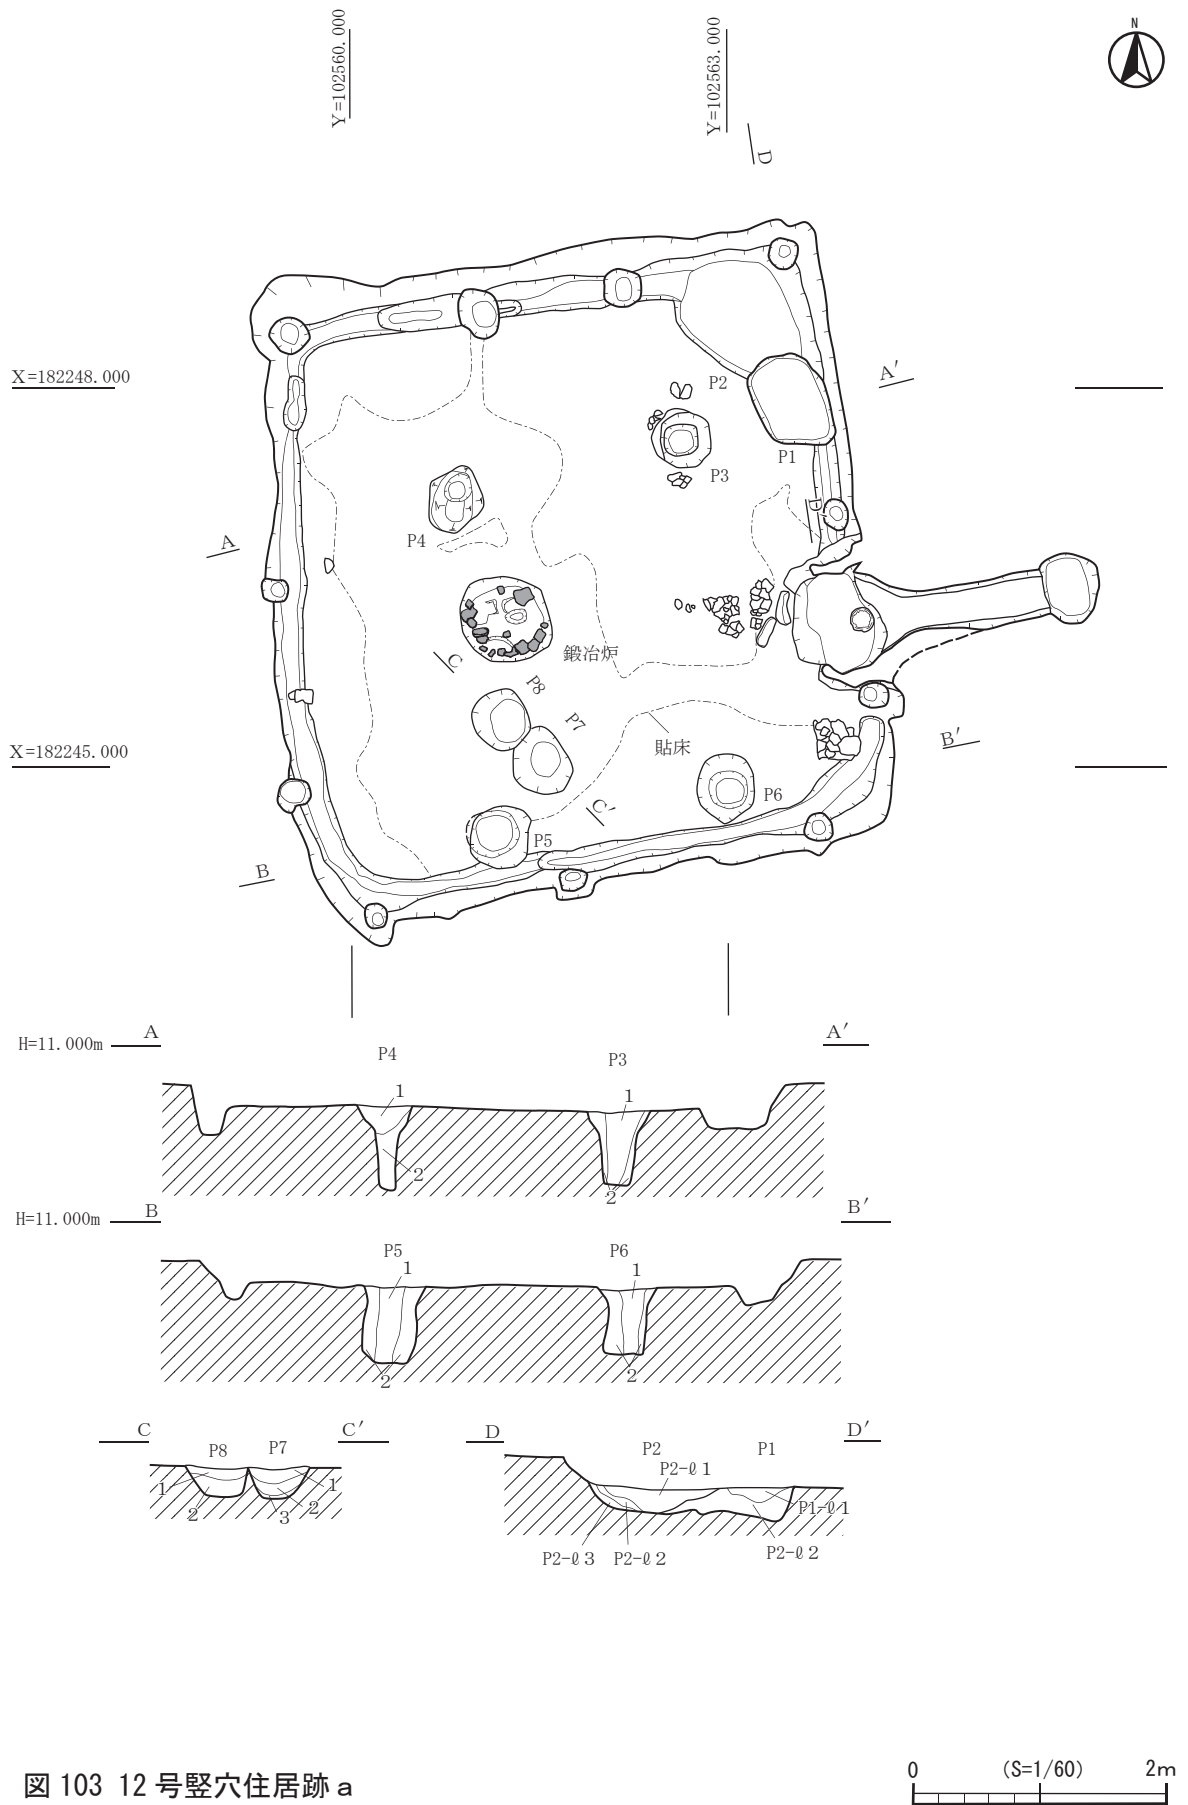 Y=102560.000
Y=102563.000
N
D
X=182248.000
A′
P2
P1
P3
D′
P4
A
鍛冶炉
C
P8
P7
貼床
B′
X=182245.000
P6
C′
P5
B
H=11.000m
A
A′
P4
P3
1
1
2
2
H=11.000m
B
B′
P5
P6
1
1
2
2
C
C′
D
D′
P8
P7
P2
P1
P2-ℓ1
1
1
2
2
3
P1-ℓ1
P2-ℓ3
P2-ℓ2
P2-ℓ2
図 103 12 号竪穴住居跡 a
0
(S=1/60)
2m